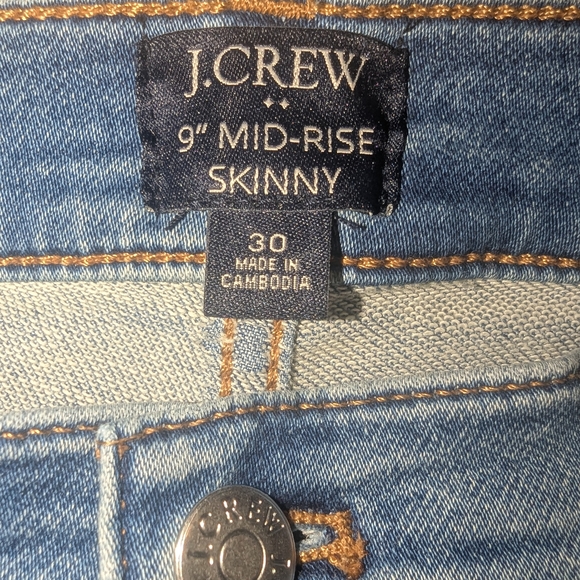 J.CREW
9" MID-RISE
SKINNY
30
MADE IN
CAMBODIA
J.CREW J.